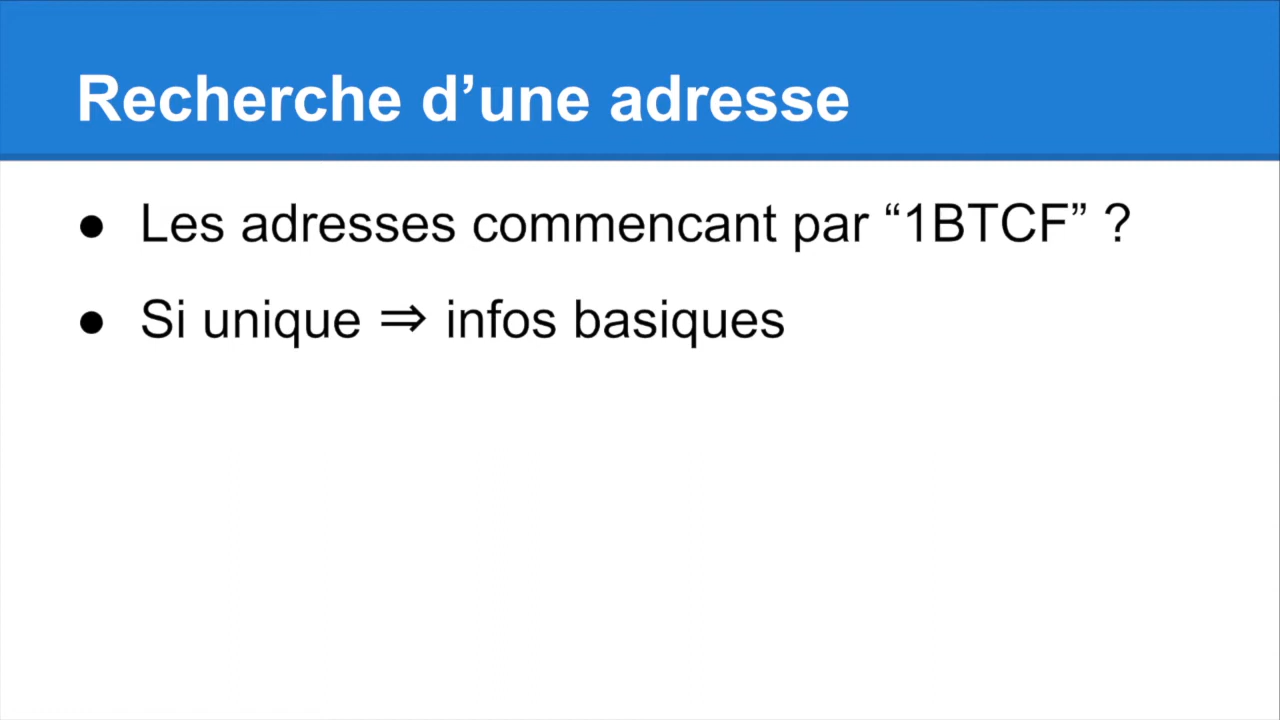 Recherche d’une adresse
● Les adresses commencant par “1BTCF” ?
● Si unique ⇒ infos basiques